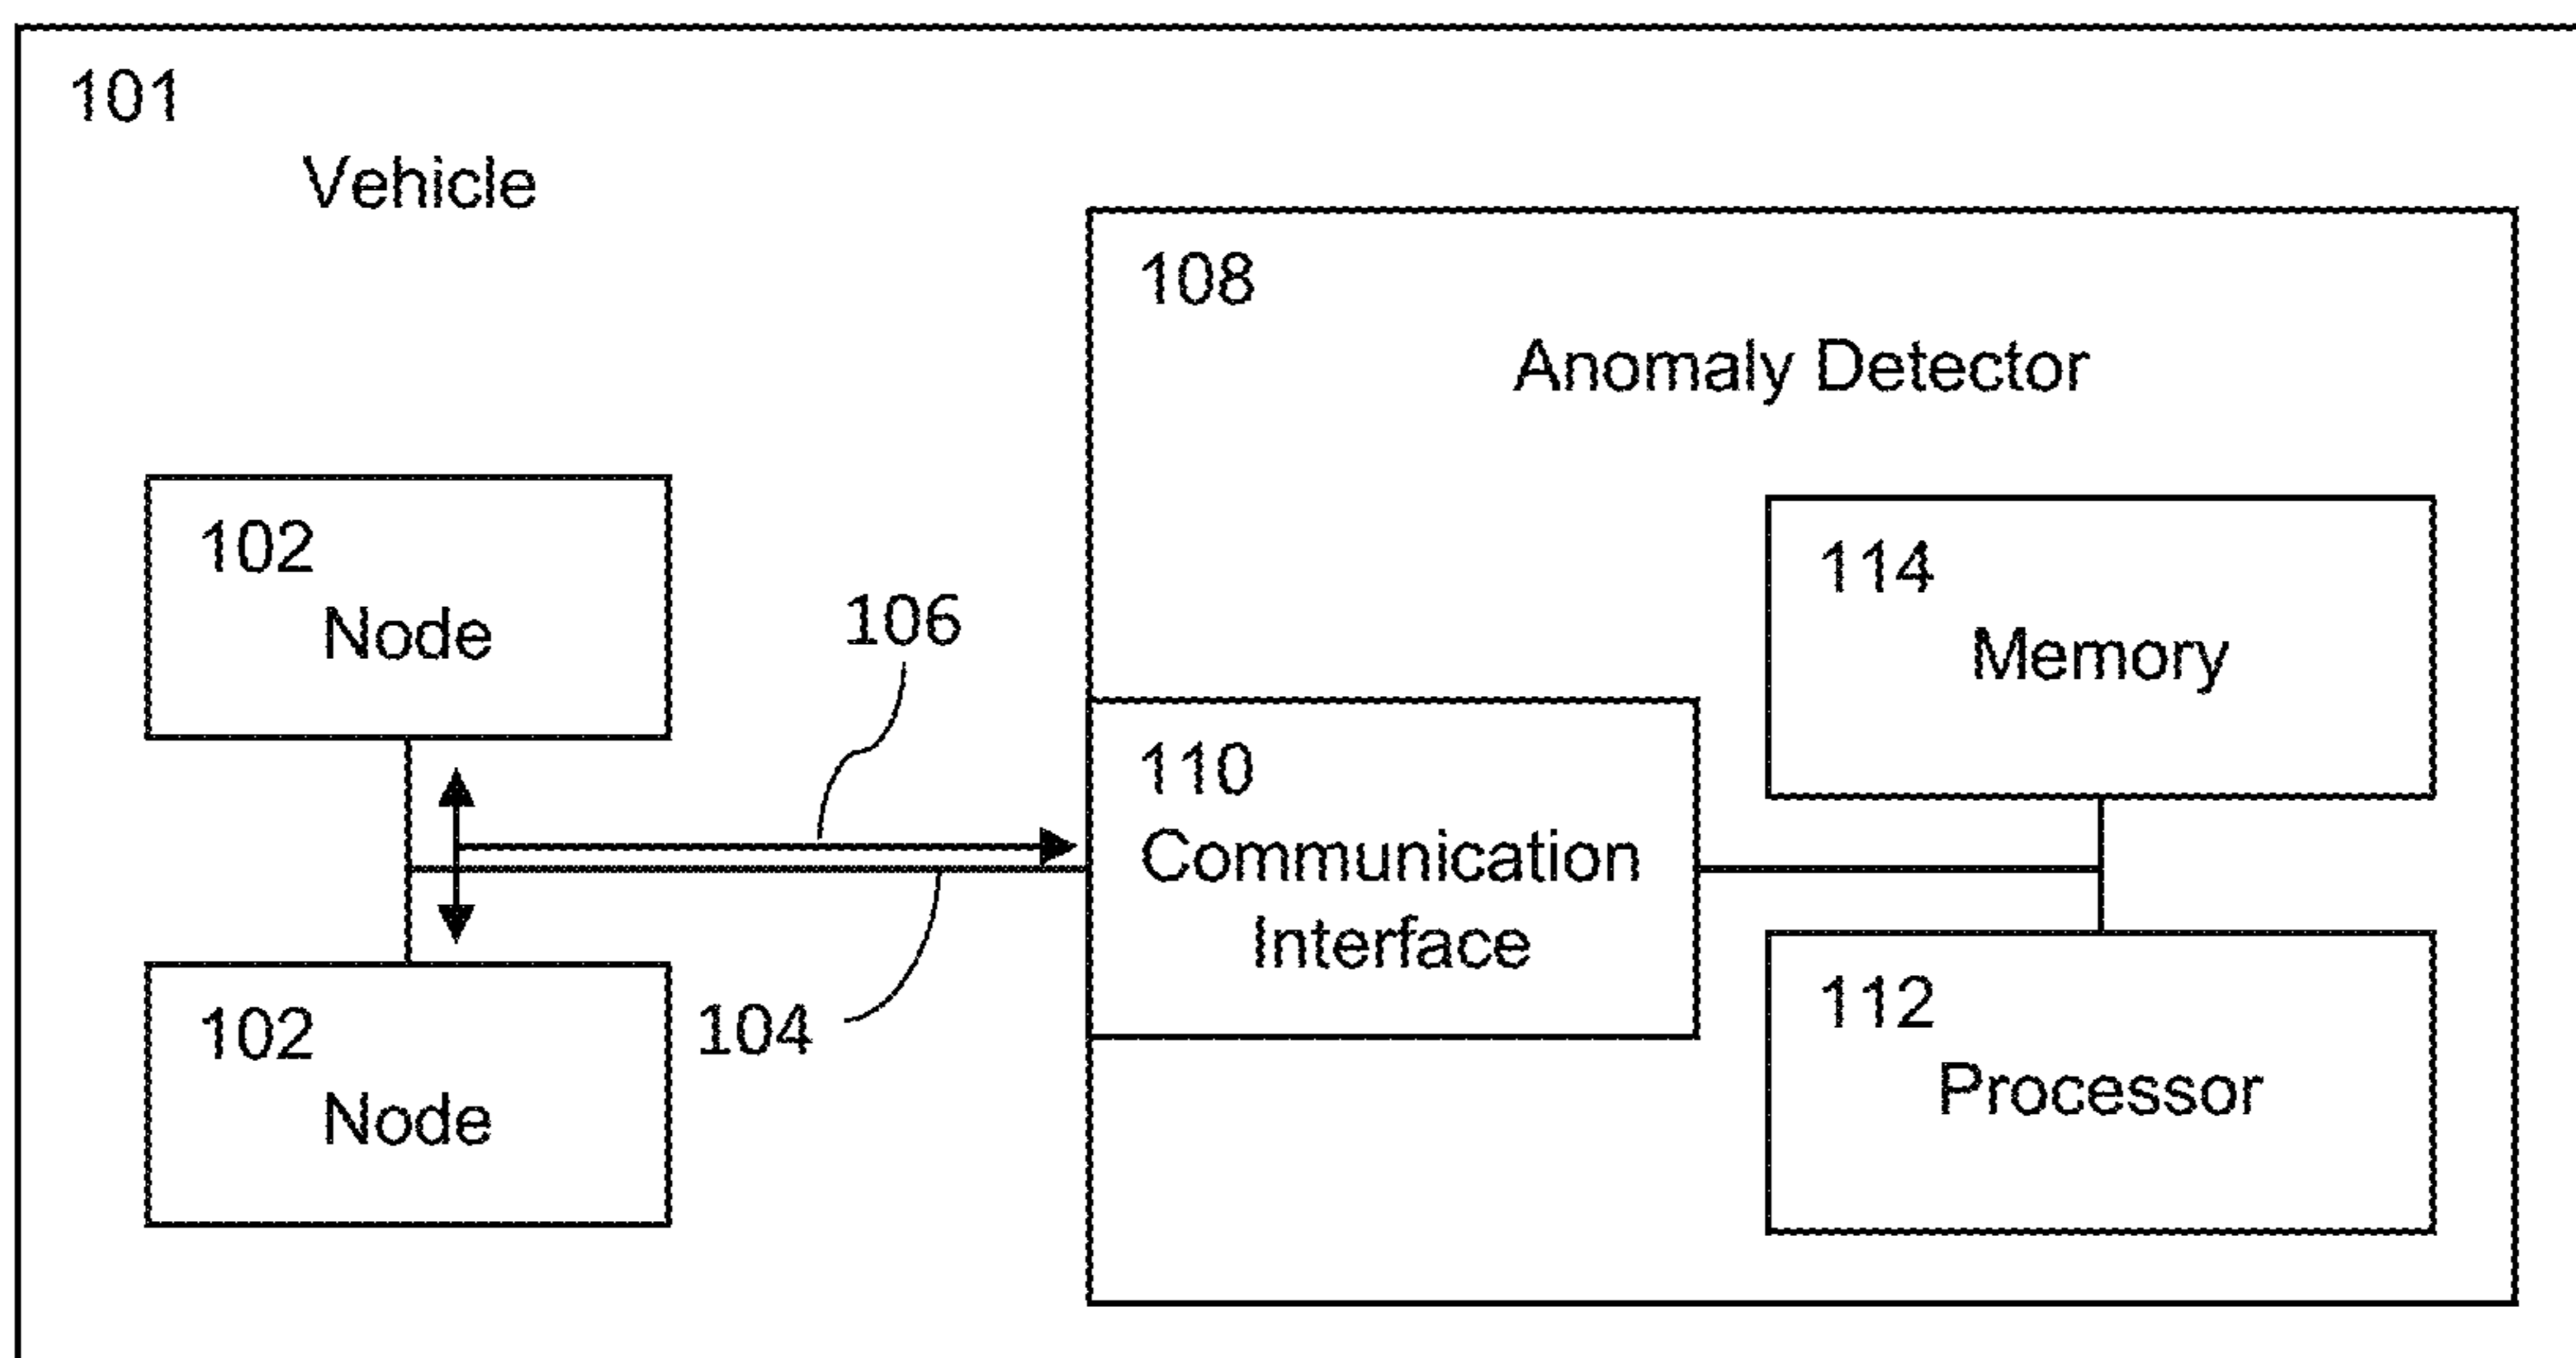 101
Vehicle
108
Anomaly Detector
102
Node
106
114
Memory
110
Communication
Interface
102
Node
104
112
Processor